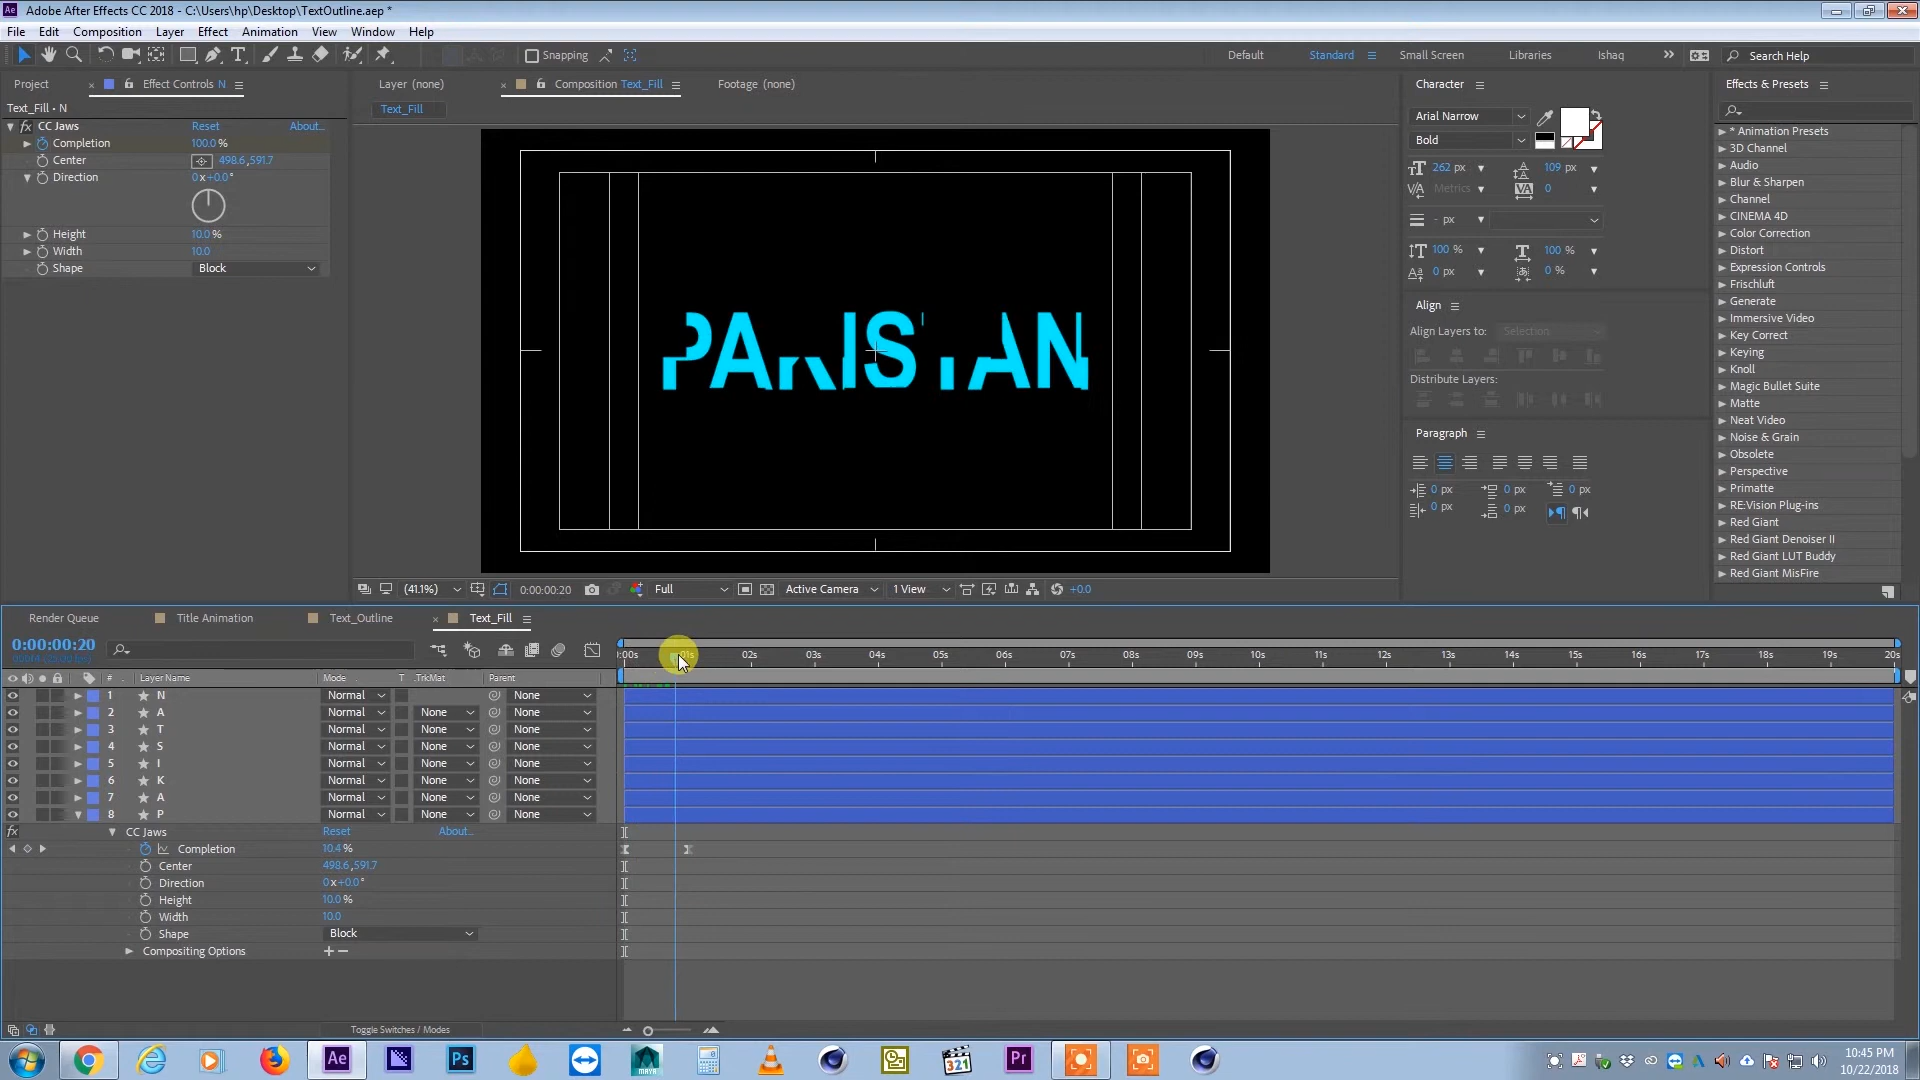 Adobe After Effects CC 2018 - C:\Users\hp\Desktop\TextOutline.aep *
File Edit Composition Layer Effect Animation View Window Help
Snapping Default Standard Small Screen Libraries Ishaq Search Help
Project Effect Controls N
Text_Fill • N
CC Jaws Reset About...
Completion 100.0 %
Center 498.6,591.7
Direction 0x+0.0°
Height 10.0 %
Width 10.0
Shape Block
Layer (none) Composition Text_Fill Footage (none)
Text_Fill
PAKISTAN
(41.1%) 0:00:00:20 Full Active Camera 1 View +0.0
Character
Arial Narrow
Bold
262 px 109 px
Metrics 0
- px
100 % 100 %
0 px 0 %
Align
Align Layers to: Selection
Distribute Layers:
Paragraph
0 px 0 px 0 px
0 px 0 px
Effects & Presets
* Animation Presets
3D Channel
Audio
Blur & Sharpen
Channel
CINEMA 4D
Color Correction
Distort
Expression Controls
Frischluft
Generate
Immersive Video
Key Correct
Keying
Knoll
Magic Bullet Suite
Matte
Neat Video
Noise & Grain
Obsolete
Perspective
Primatte
RE:Vision Plug-ins
Red Giant
Red Giant Denoiser II
Red Giant LUT Buddy
Red Giant MisFire
Render Queue Title Animation Text_Outline Text_Fill
0:00:00:20
:00s 01s 02s 03s 04s 05s 06s 07s 08s 09s 10s 11s 12s 13s 14s 15s 16s 17s 18s 19s 20s
# Layer Name Mode T .TrkMat Parent
1 N Normal None
2 A Normal None None
3 T Normal None None
4 S Normal None None
5 I Normal None None
6 K Normal None None
7 A Normal None None
8 P Normal None None
fx CC Jaws Reset About...
Completion 10.4 %
Center 498.6,591.7
Direction 0x+0.0°
Height 10.0 %
Width 10.0
Shape Block
Compositing Options + −
Toggle Switches / Modes
Ae Ps MAYA 321 Pr
10:45 PM
10/22/2018